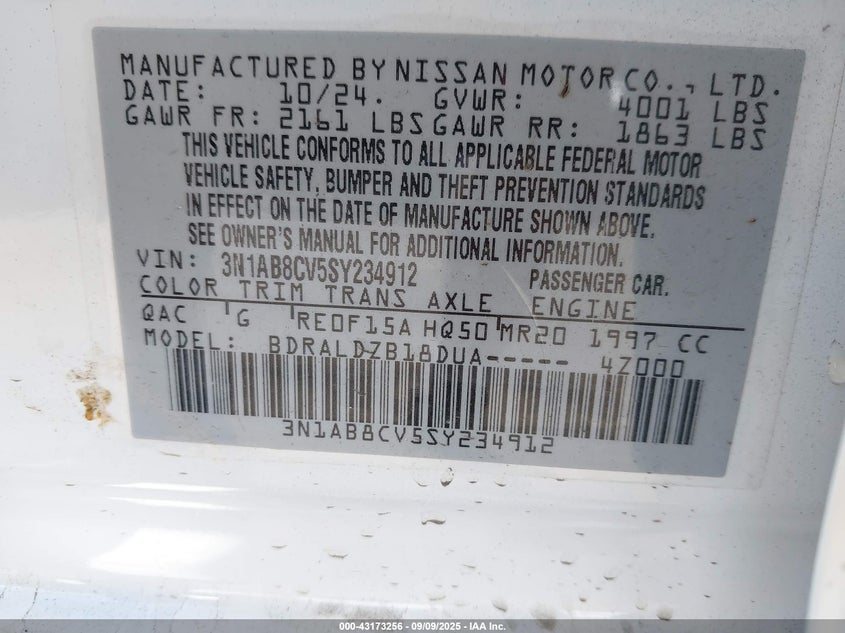 MANUFACTURED BY NISSAN MOTOR CO., LTD.
DATE: 10/24. GVWR: 4001 LBS
GAWR FR: 2161 LBS GAWR RR: 1863 LBS
THIS VEHICLE CONFORMS TO ALL APPLICABLE FEDERAL MOTOR
VEHICLE SAFETY, BUMPER AND THEFT PREVENTION STANDARDS
IN EFFECT ON THE DATE OF MANUFACTURE SHOWN ABOVE.
SEE OWNER'S MANUAL FOR ADDITIONAL INFORMATION.
VIN: 3N1AB8CV5SY234912 PASSENGER CAR.
COLOR TRIM TRANS AXLE ENGINE
QAC G RE0F15A HQ50 MR20 1997 CC
MODEL: BDRALDZB18DUA----- 4Z000
3N1AB8CV5SY234912
000-43173256 - 09/09/2025 - IAA Inc.